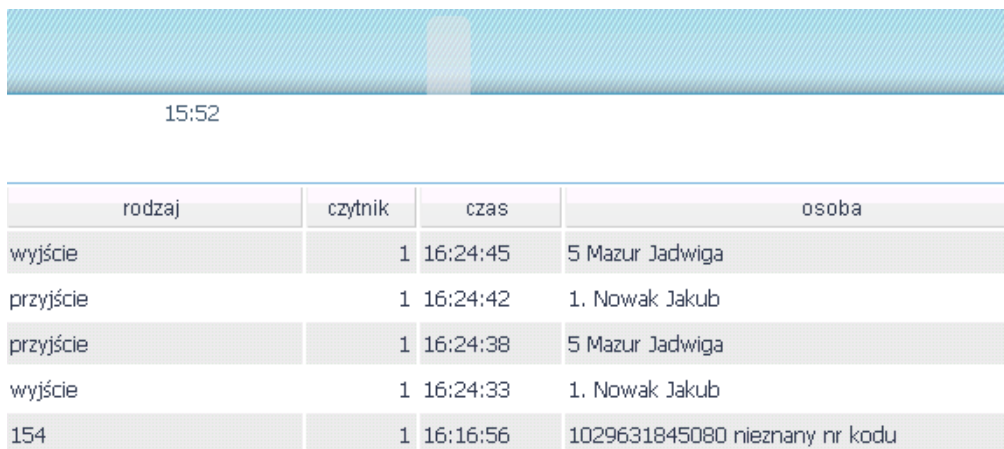 15:52
rodzaj czytnik czas osoba
wyjście 1 16:24:45 5 Mazur Jadwiga
przyjście 1 16:24:42 1. Nowak Jakub
przyjście 1 16:24:38 5 Mazur Jadwiga
wyjście 1 16:24:33 1. Nowak Jakub
154 1 16:16:56 1029631845080 nieznany nr kodu